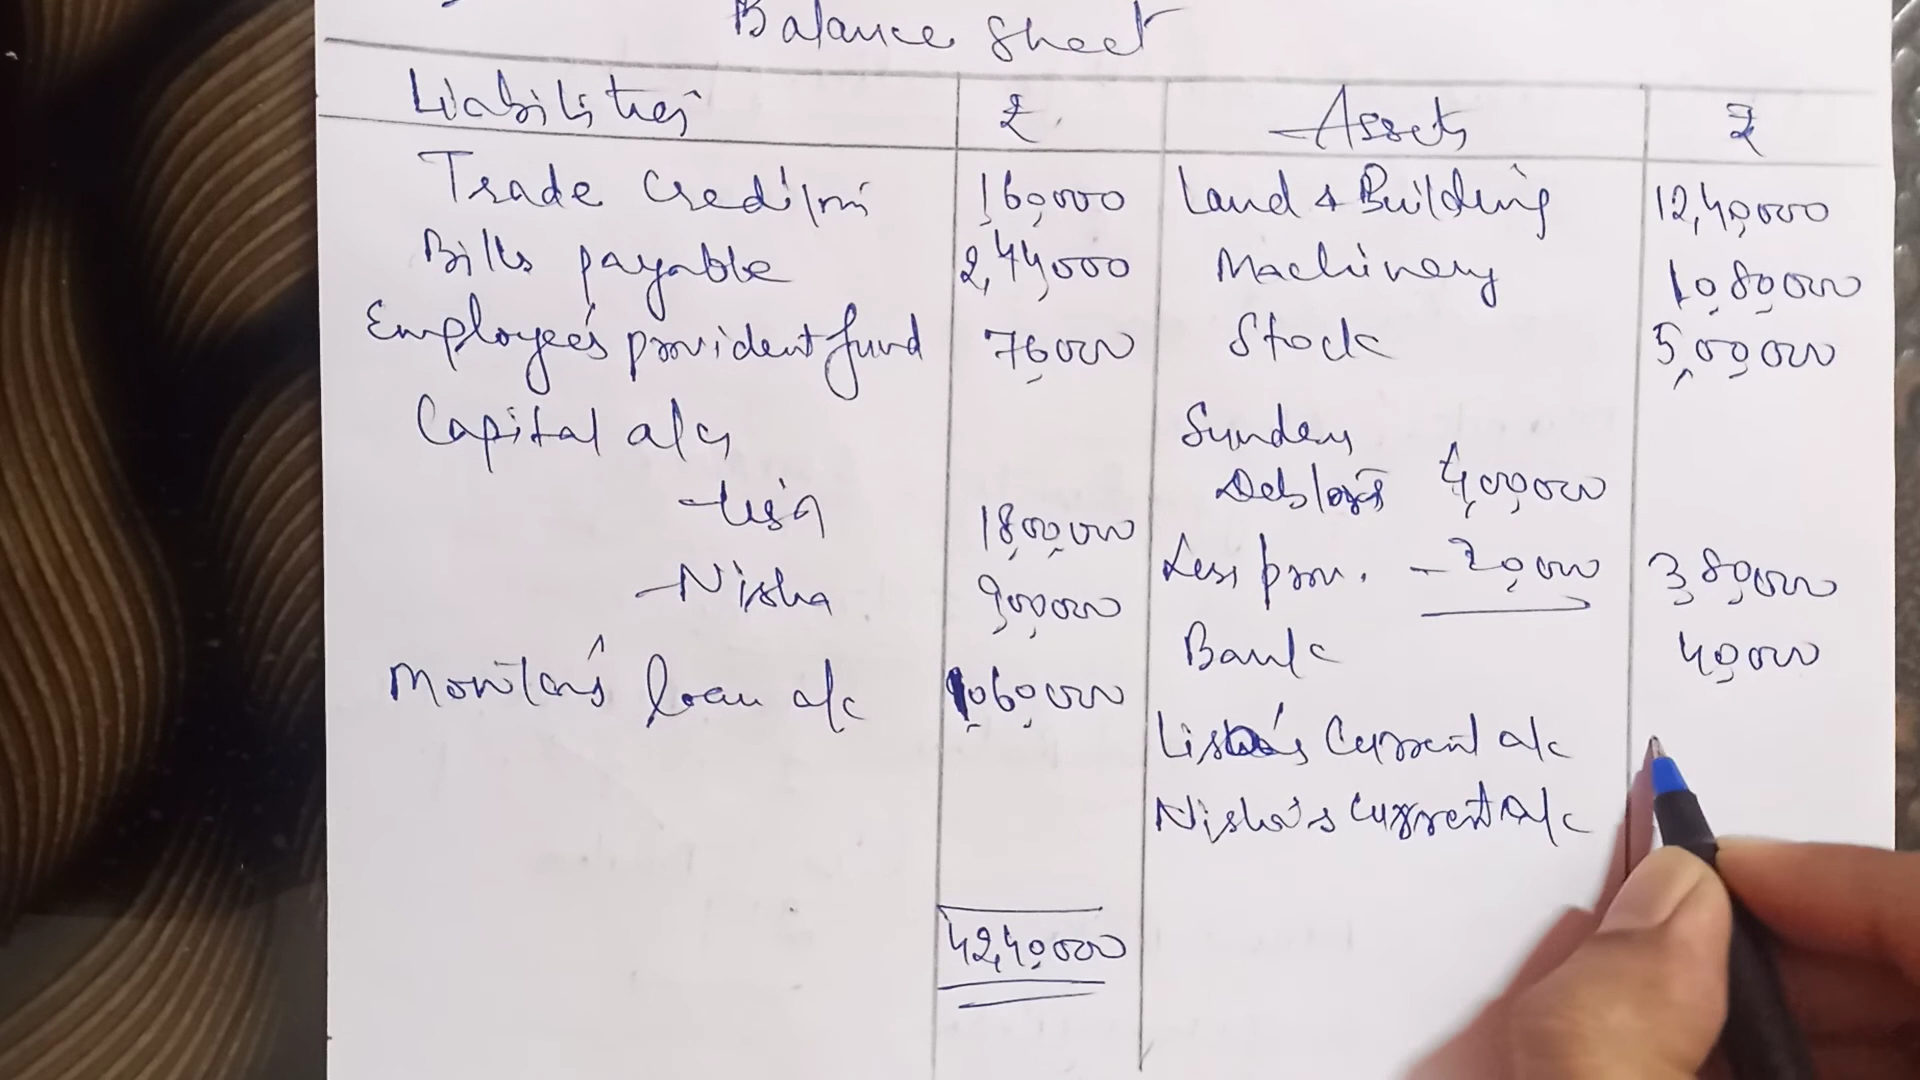 Balance Sheet
Liabilities ₹ Assets ₹
Trade Creditors 1,60,000 Land & Building 12,40,000
Bills payable 2,44,000 Machinery 10,80,000
Employee's provident fund 76,000 Stock 5,00,000
Capital a/cs Sundry
Debtors 4,00,000
- Lisa 18,00,000
Less prov. - 20,000 3,80,000
- Nisha 9,00,000
Bank 40,000
loan a/c 10,60,000
Current a/c
Nisha's Current A/c
42,40,000